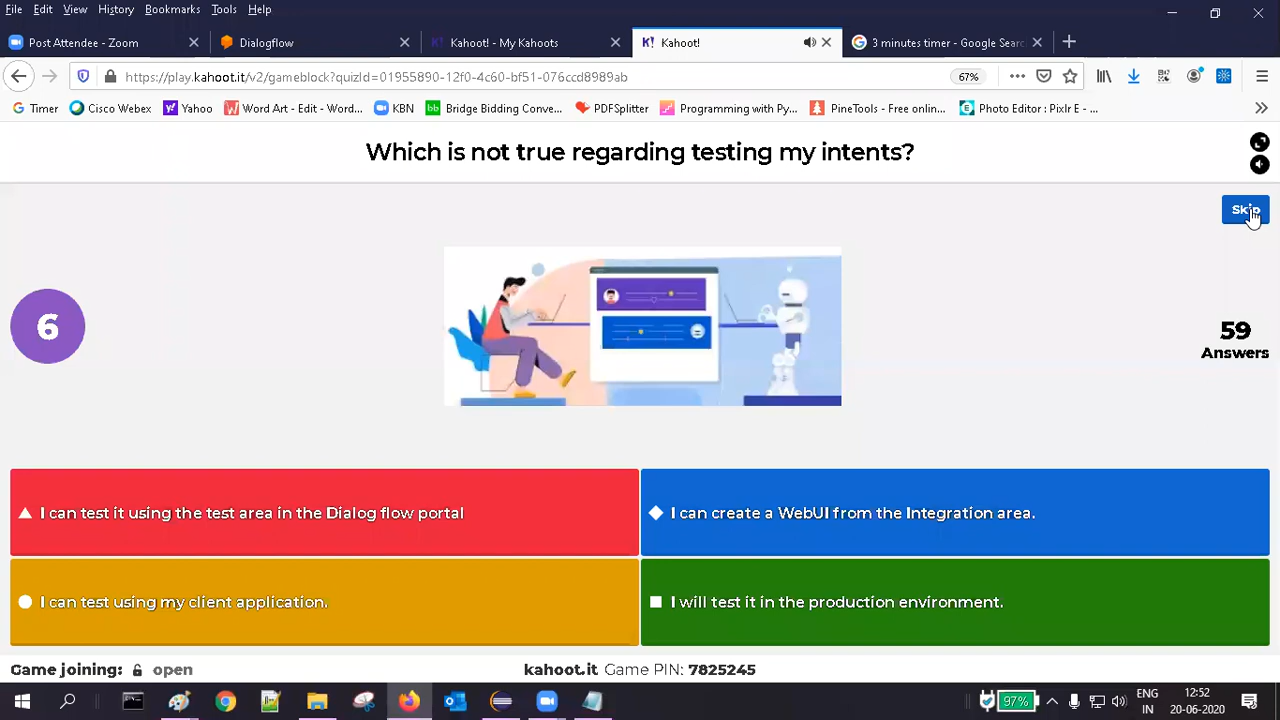 File Edit View History Bookmarks Tools Help
Post Attendee - Zoom Dialogflow Kahoot! - My Kahoots Kahoot! 3 minutes timer - Google Searc
https://play.kahoot.it/v2/gameblock?quizId=01955890-12f0-4c60-bf51-076ccd8989ab 67%
Timer Cisco Webex Yahoo Word Art - Edit - Word... KBN Bridge Bidding Conve... PDFSplitter Programming with Py... PineTools - Free onlin... Photo Editor : Pixlr E - ...
Which is not true regarding testing my intents?
Skip
6
59
Answers
I can test it using the test area in the Dialog flow portal
I can create a WebUI from the Integration area.
I can test using my client application.
I will test it in the production environment.
Game joining: open kahoot.it Game PIN: 7825245
97% ENG 12:52
IN 20-06-2020